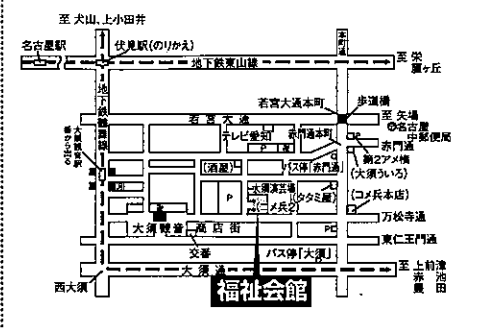 至 犬山、上小田井
本町通
名古屋駅
伏見駅(のりかえ)
至 栄
藤ヶ丘
地下鉄東山線
地下鉄鶴舞線
若宮大通本町
歩道橋
若宮大通
至 矢場
名古屋
中郵便局
テレビ愛知
赤門本町
赤門通
P
第2アメ横
大須観音駅
(酒屋)
バス停「赤門通」
(大須ういろ)
大須演芸場
(タタミ屋)
(コメ兵本店)
P
(コメ兵2)
万松寺通
大須観音
商店街
P
東仁王門通
交番
バス停「大須」
大須通
至 上前津
赤池
豊田
西大須
福祉会館